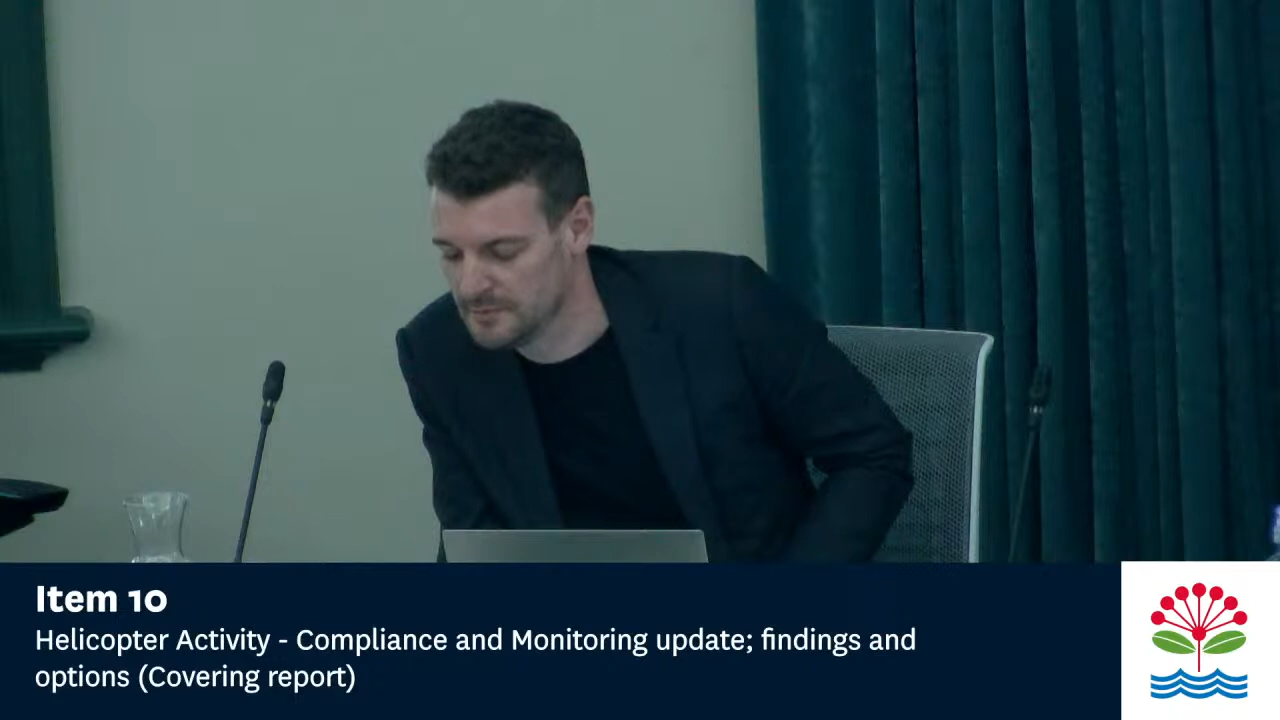 Item 10
Helicopter Activity - Compliance and Monitoring update; findings and
options (Covering report)